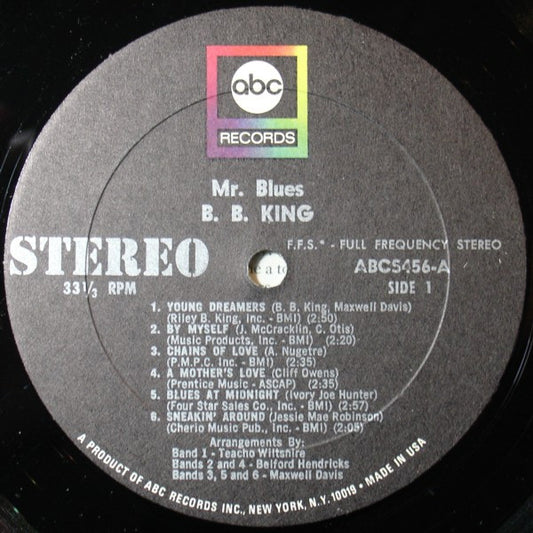 abc
RECORDS
Mr. Blues
B. B. KING
STEREO
F.F.S.* - FULL FREQUENCY STEREO
33⅓ RPM
ABCS456-A
SIDE 1
1. YOUNG DREAMERS (B. B. King, Maxwell Davis)
(Riley B. King, Inc. - BMI) (2:50)
2. BY MYSELF (J. McCracklin, C. Otis)
(Music Products, Inc. - BMI) (2:20)
3. CHAINS OF LOVE (A. Nugetre)
(P.M.P.C. Inc. - BMI) (2:35)
4. A MOTHER'S LOVE (Cliff Owens)
(Prentice Music - ASCAP) (2:35)
5. BLUES AT MIDNIGHT (Ivory Joe Hunter)
(Four Star Sales Co., Inc. - BMI) (2:57)
6. SNEAKIN' AROUND (Jessie Mae Robinson)
(Cherio Music Pub., Inc. - BMI) (2:05)
Arrangements By:
Band 1 - Teacho Wiltshire
Bands 2 and 4 - Belford Hendricks
Bands 3, 5 and 6 - Maxwell Davis
A PRODUCT OF ABC RECORDS INC., NEW YORK, N.Y. 10019 • MADE IN USA